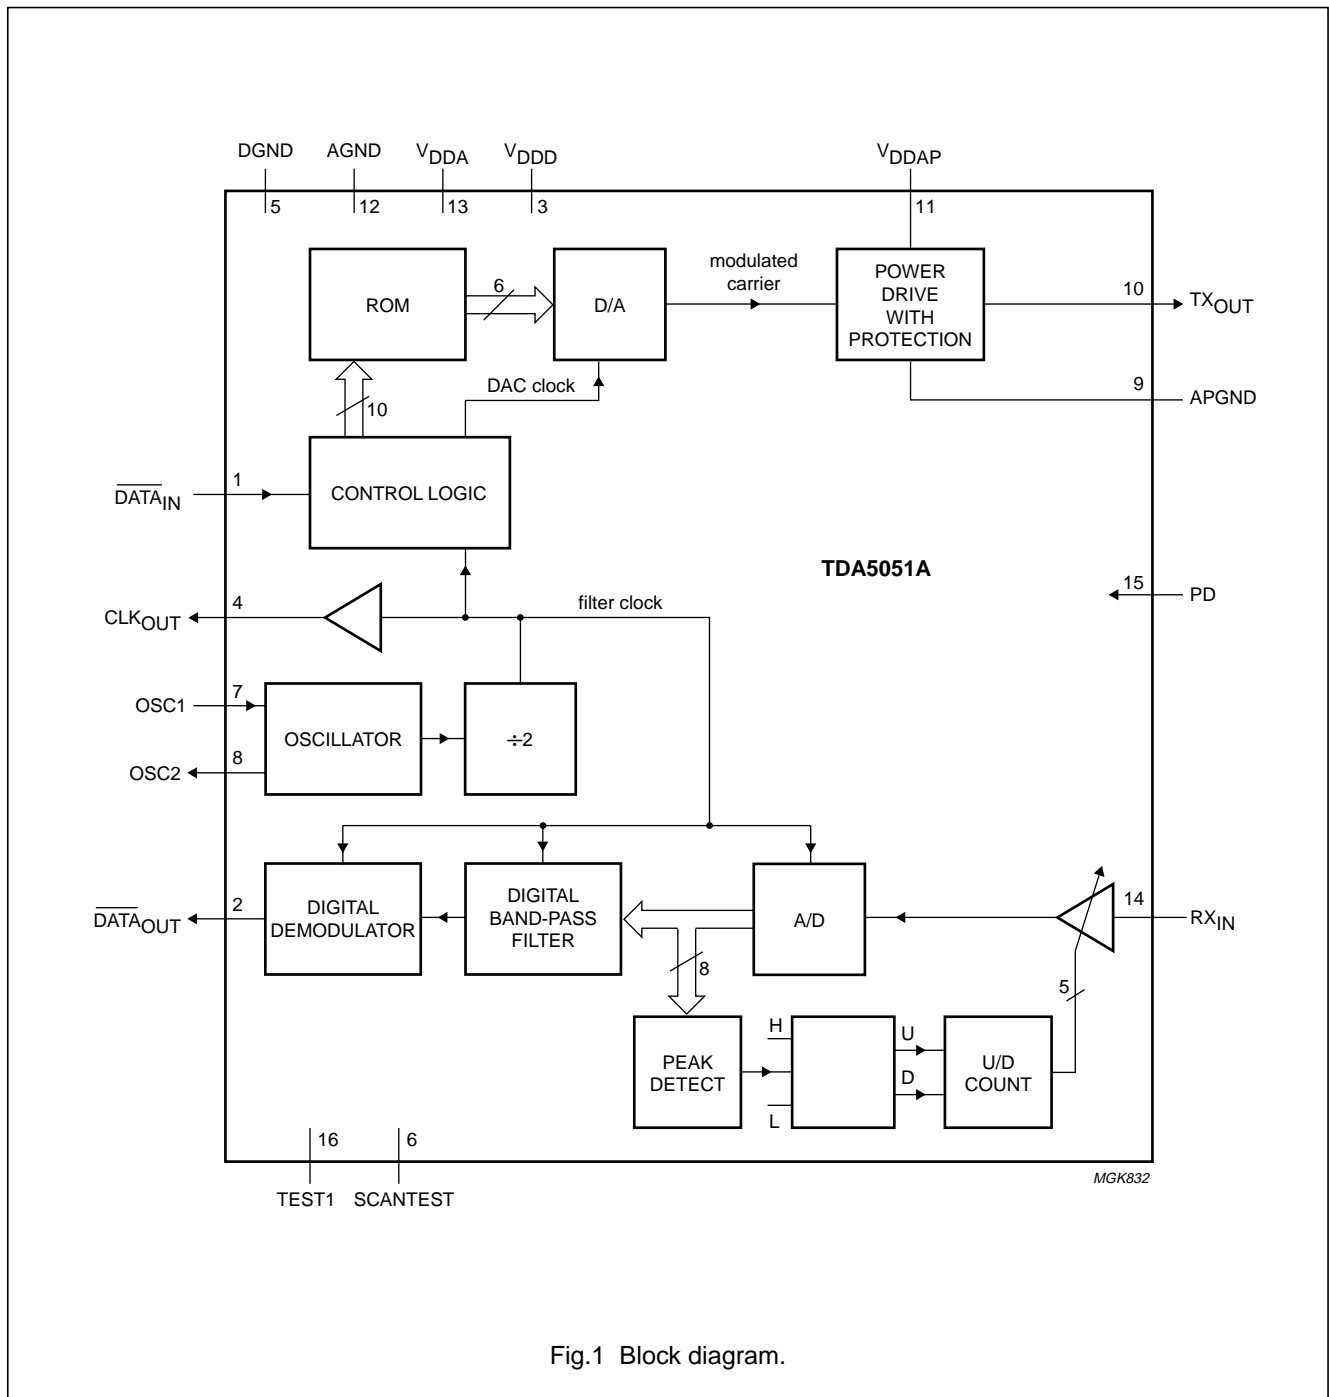 DGND AGND VDDA VDDD VDDAP
5 12 13 3 11
ROM
6
D/A
modulated
carrier
POWER
DRIVE
WITH
PROTECTION
10
TXOUT
9
APGND
DAC clock
10
DATAIN
1
CONTROL LOGIC
TDA5051A
15
PD
CLKOUT
4
filter clock
OSC1
7
OSCILLATOR
÷2
OSC2
8
DATAOUT
2
DIGITAL
DEMODULATOR
DIGITAL
BAND-PASS
FILTER
A/D
14
RXIN
8
5
PEAK
DETECT
H
L
U
D
U/D
COUNT
16 6
TEST1 SCANTEST
MGK832
Fig.1 Block diagram.